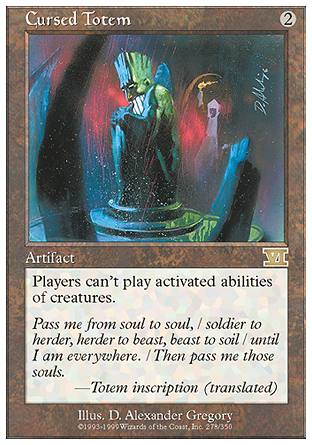 Cursed Totem 2
Artifact
Players can't play activated abilities
of creatures.
Pass me from soul to soul, / soldier to
herder, herder to beast, beast to soil / until
I am everywhere. / Then pass me those
souls.
—Totem inscription (translated)
Illus. D. Alexander Gregory
©1993-1999 Wizards of the Coast, Inc. 278/350